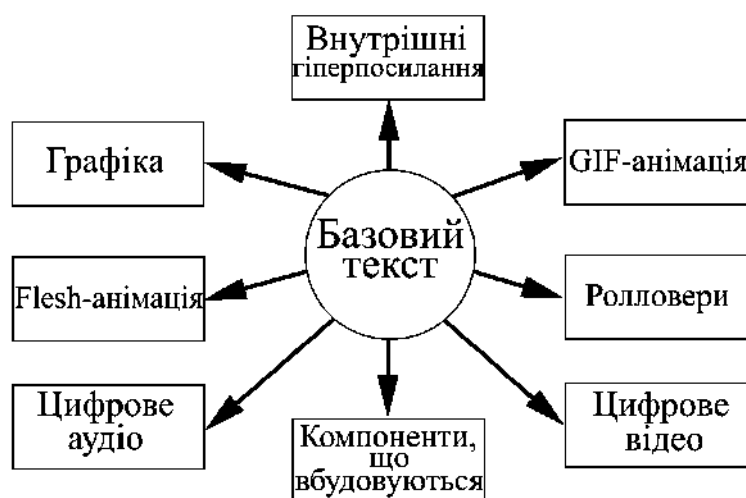 Внутрішні
гіперпосилання
Графіка
GIF-анімація
Базовий
текст
Flesh-анімація
Ролловери
Цифрове
аудіо
Компоненти,
що
вбудовуються
Цифрове
відео